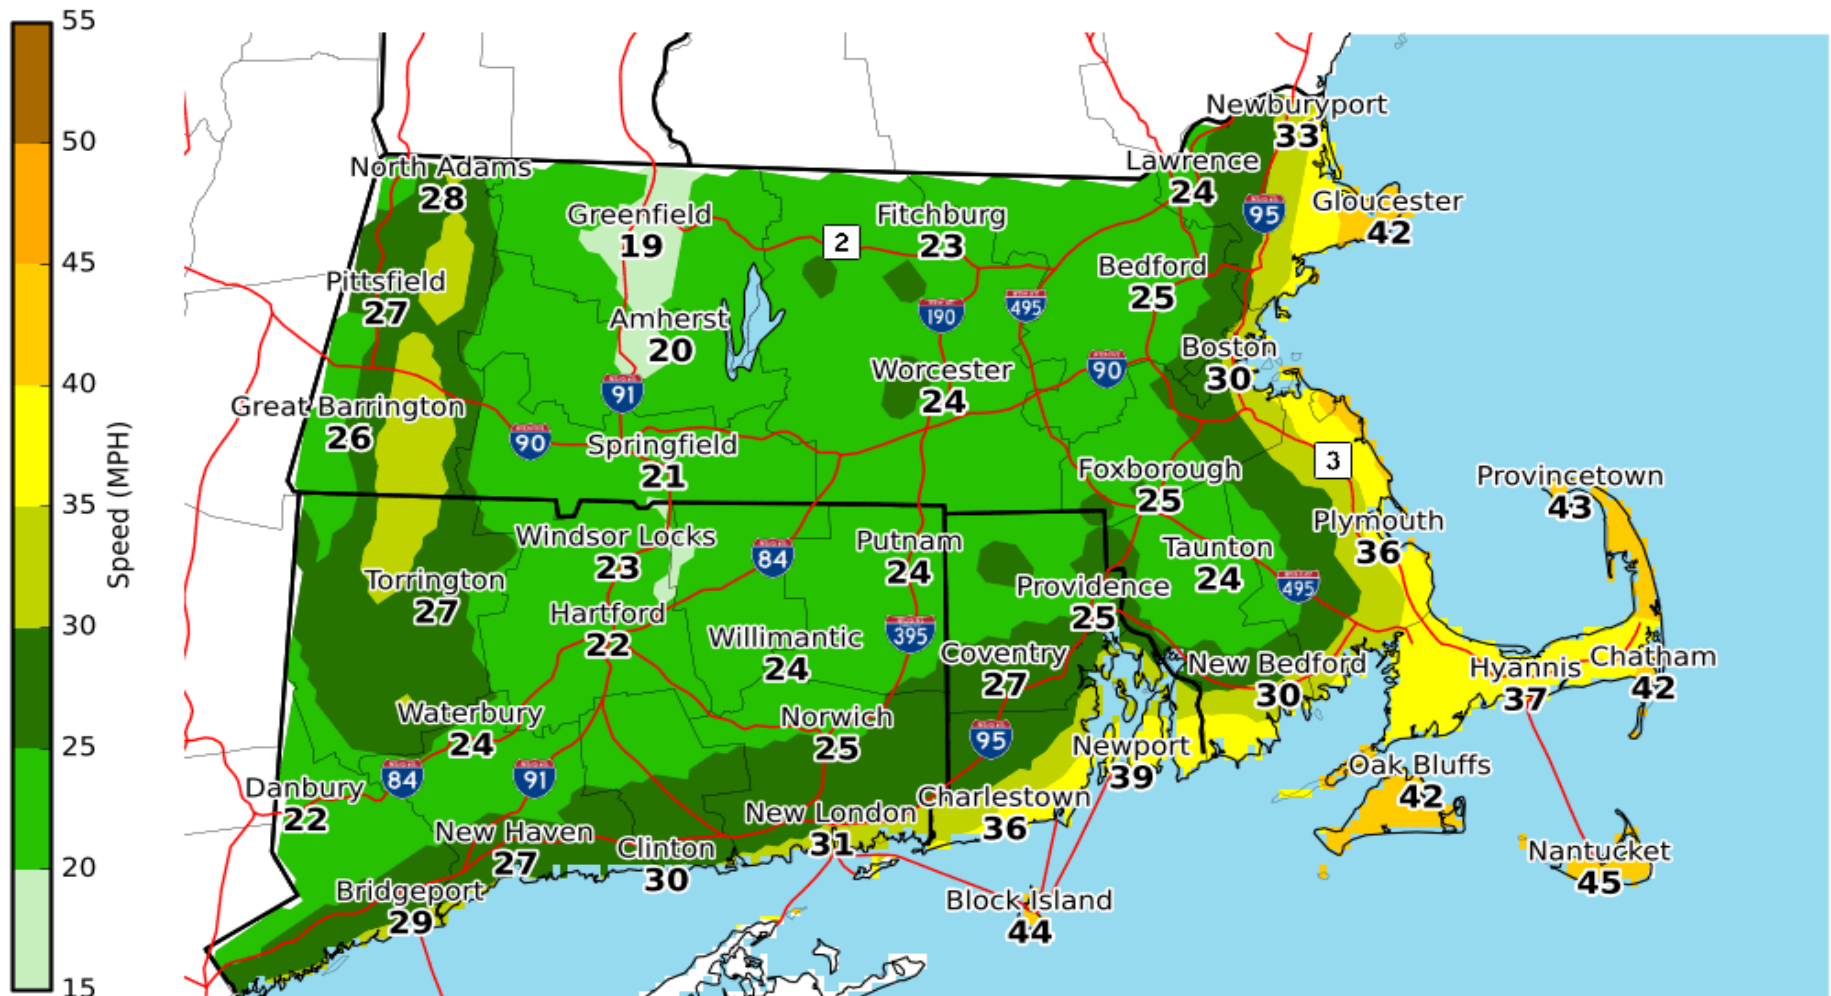 55
50
45
40
35
30
25
20
15
Speed (MPH)
Newburyport
33
North Adams
28
Lawrence
24
95
Gloucester
42
Greenfield
19
2
Fitchburg
23
Pittsfield
27
Bedford
25
190
495
Amherst
20
Boston
30
Worcester
24
90
91
Great Barrington
26
90
Springfield
21
3
Foxborough
25
Provincetown
43
Windsor Locks
23
84
Putnam
24
Plymouth
36
Taunton
24
Torrington
27
Providence
25
495
Hartford
22
Willimantic
24
395
Coventry
27
New Bedford
30
Hyannis
37
Chatham
42
Waterbury
24
Norwich
25
95
Newport
39
Oak Bluffs
42
Danbury
22
84
91
Charlestown
36
New London
31
New Haven
27
Clinton
30
Nantucket
45
Bridgeport
29
Block Island
44